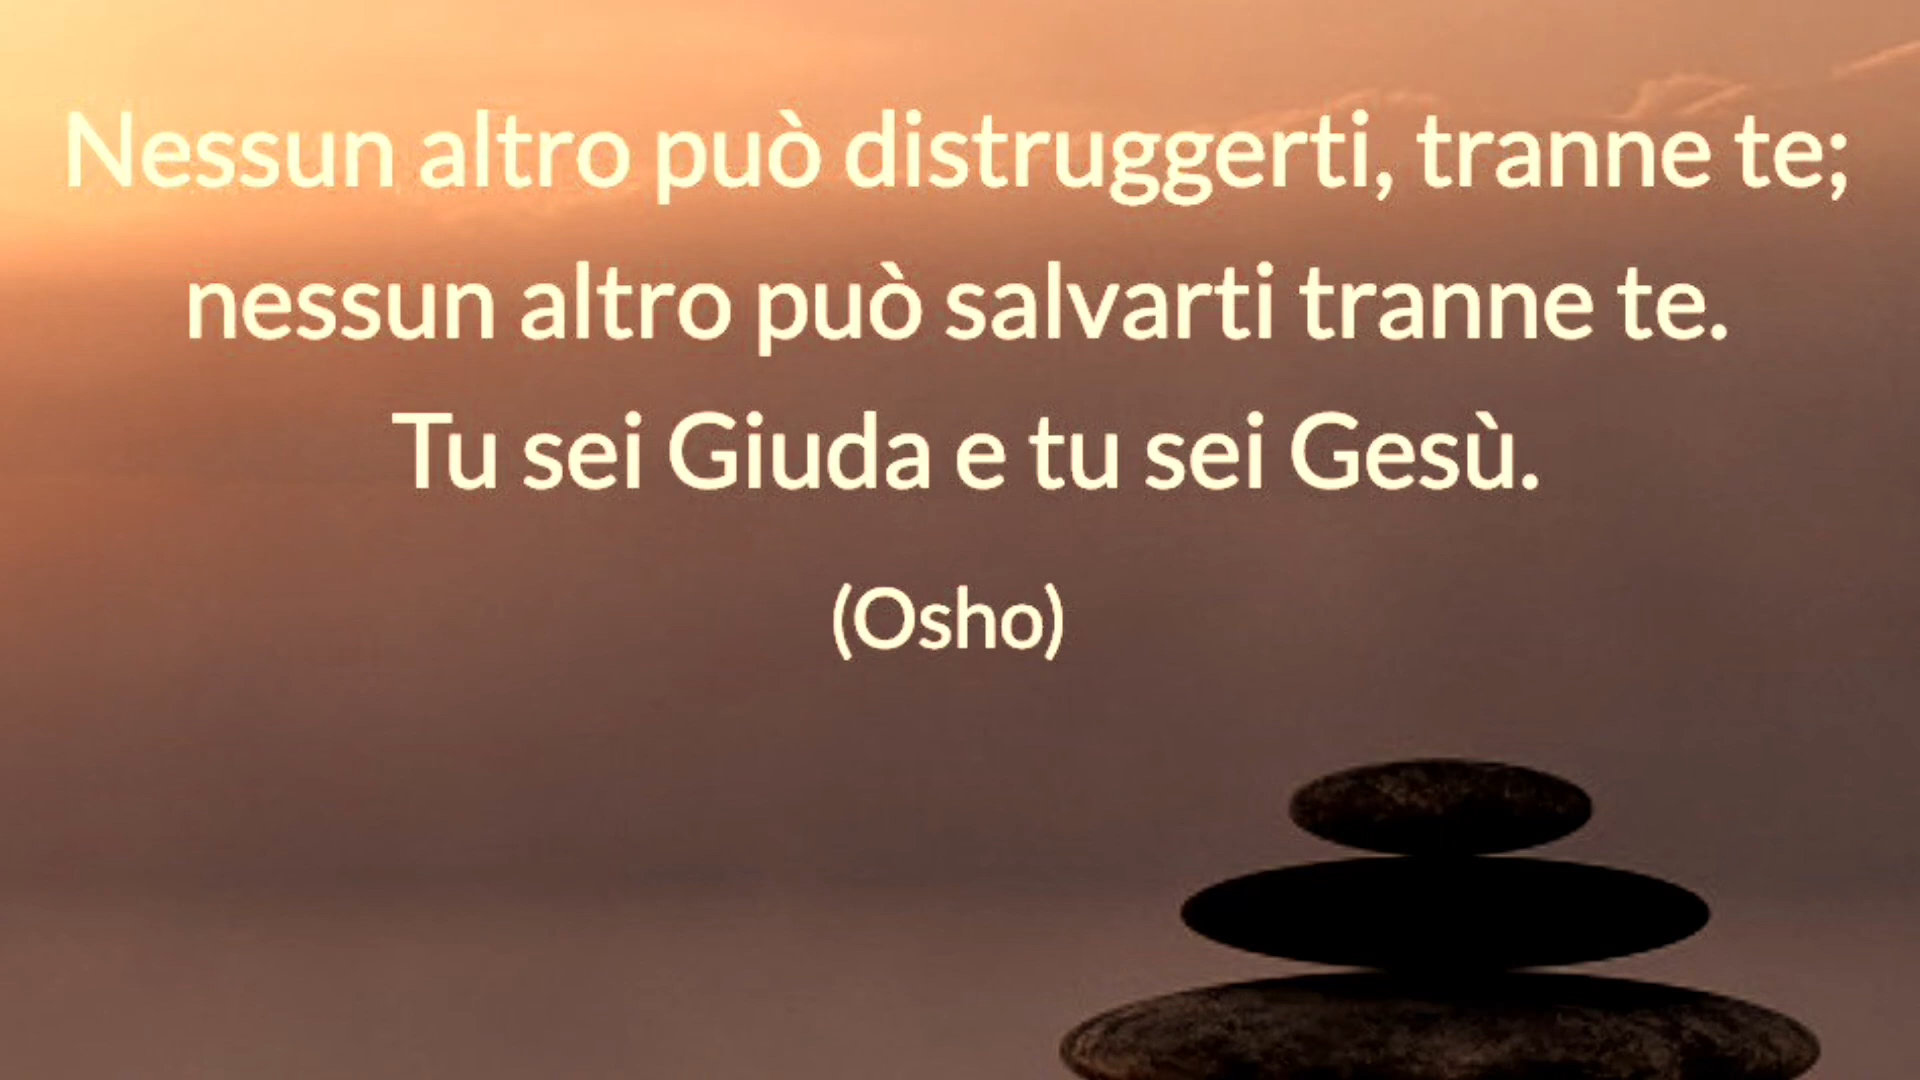 Nessun altro può distruggerti, tranne te;
nessun altro può salvarti tranne te.
Tu sei Giuda e tu sei Gesù.
(Osho)